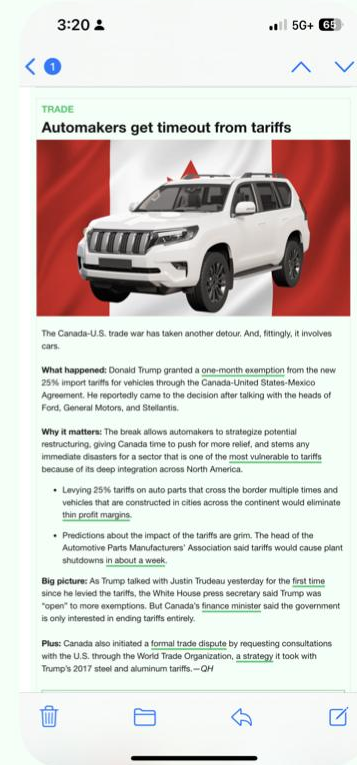 3:20
5G+ 65
1
TRADE
Automakers get timeout from tariffs
The Canada-U.S. trade war has taken another detour. And, fittingly, it involves
cars.
What happened: Donald Trump granted a one-month exemption from the new
25% import tariffs for vehicles through the Canada-United States-Mexico
Agreement. He reportedly came to the decision after talking with the heads of
Ford, General Motors, and Stellantis.
Why it matters: The break allows automakers to strategize potential
restructuring, giving Canada time to push for more relief, and stems any
immediate disasters for a sector that is one of the most vulnerable to tariffs
because of its deep integration across North America.
• Levying 25% tariffs on auto parts that cross the border multiple times and
vehicles that are constructed in cities across the continent would eliminate
thin profit margins.
• Predictions about the impact of the tariffs are grim. The head of the
Automotive Parts Manufacturers' Association said tariffs would cause plant
shutdowns in about a week.
Big picture: As Trump talked with Justin Trudeau yesterday for the first time
since he levied the tariffs, the White House press secretary said Trump was
"open" to more exemptions. But Canada's finance minister said the government
is only interested in ending tariffs entirely.
Plus: Canada also initiated a formal trade dispute by requesting consultations
with the U.S. through the World Trade Organization, a strategy it took with
Trump's 2017 steel and aluminum tariffs.—QH